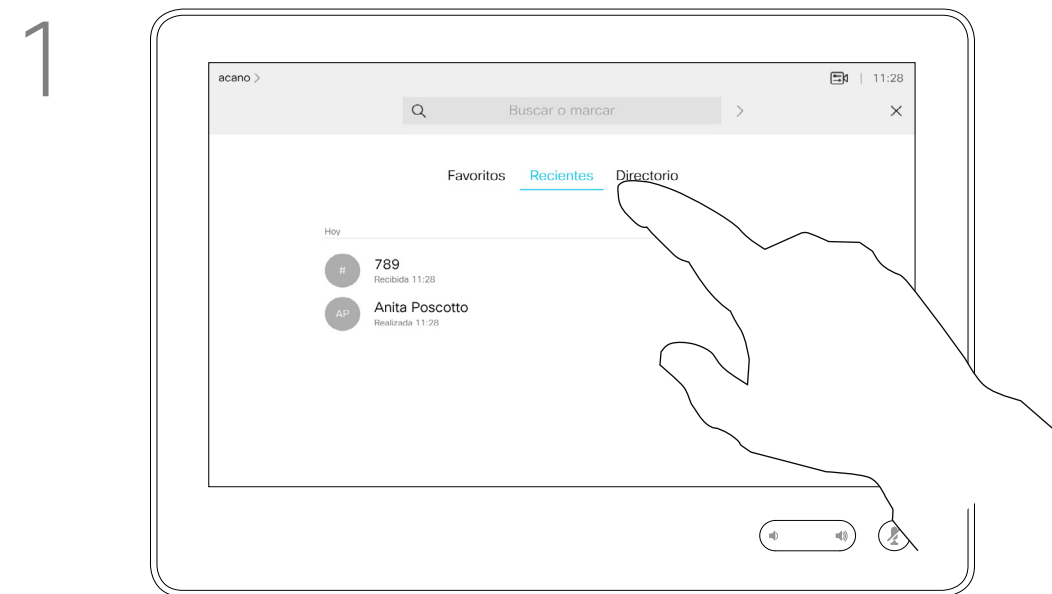 1
acano >
| 11:28
Buscar o marcar >
Favoritos Recientes Directorio
Hoy
# 789
Recibida 11:28
AP Anita Poscotto
Realizada 11:28